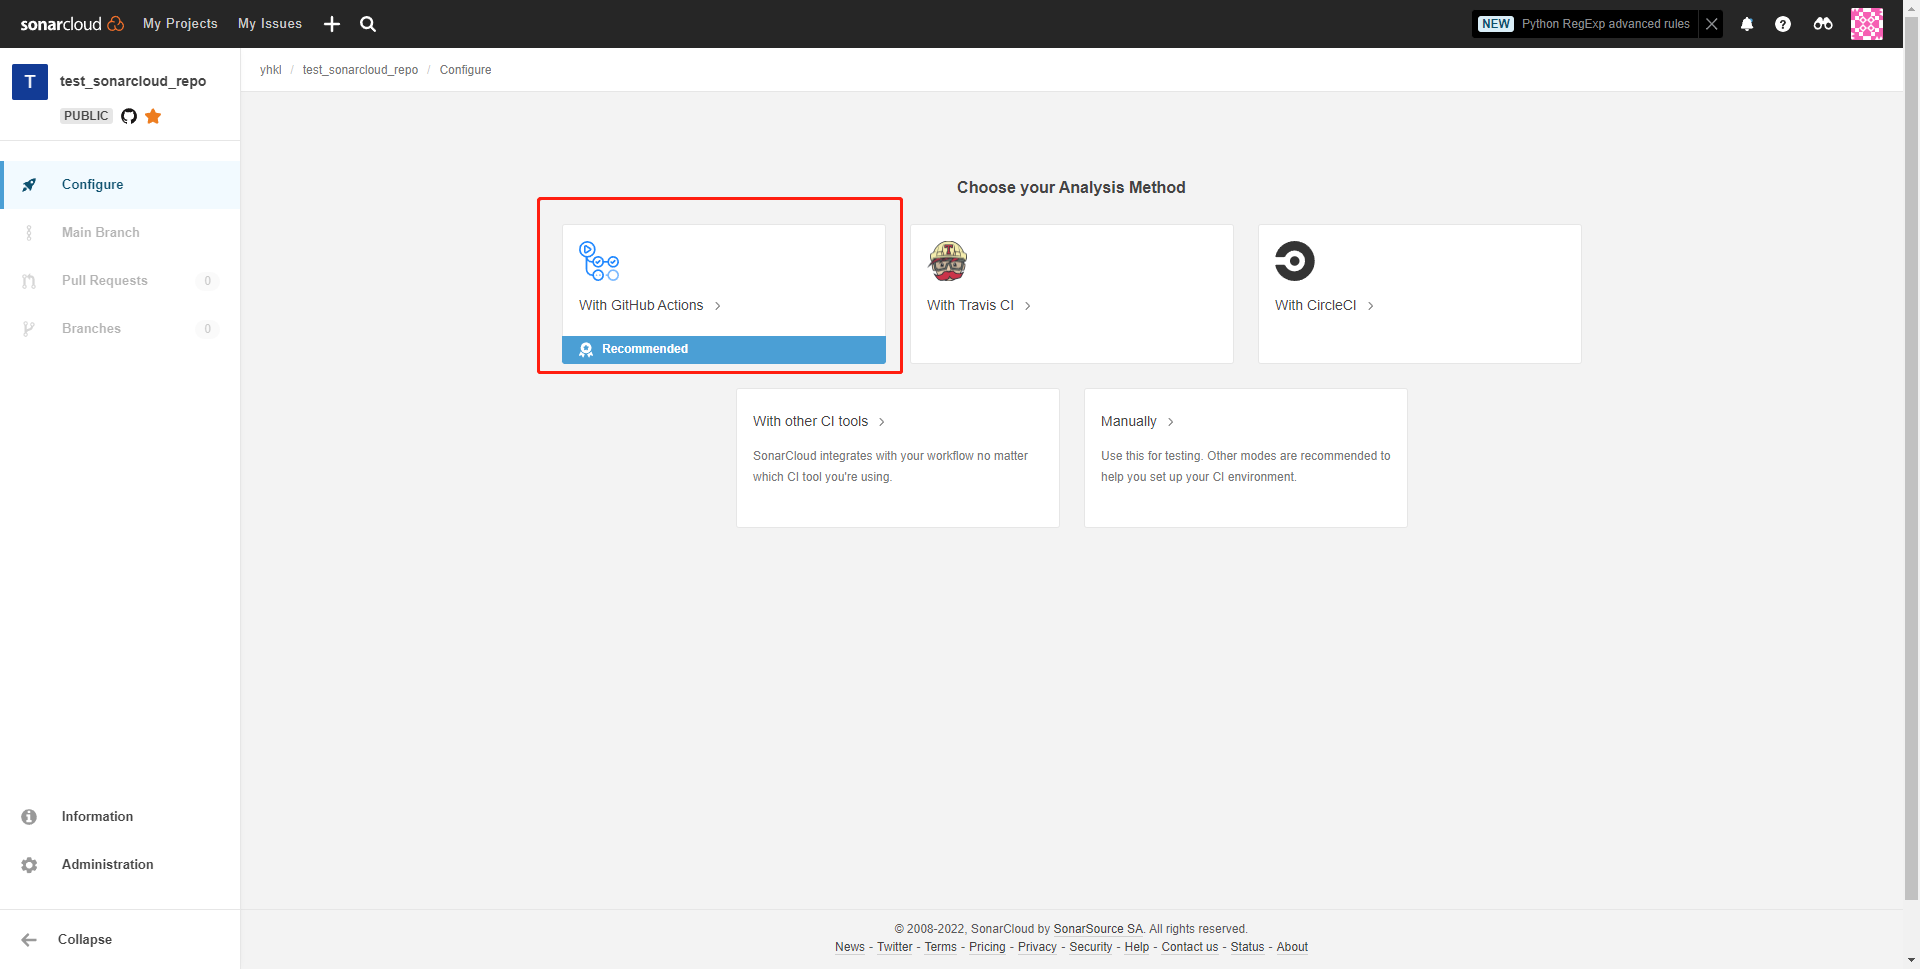 sonarcloud My Projects My Issues NEW Python RegExp advanced rules
T test_sonarcloud_repo
PUBLIC
yhkl / test_sonarcloud_repo / Configure
Configure
Main Branch
Pull Requests 0
Branches 0
Choose your Analysis Method
With GitHub Actions
Recommended
With Travis CI
With CircleCI
With other CI tools
SonarCloud integrates with your workflow no matter
which CI tool you're using.
Manually
Use this for testing. Other modes are recommended to
help you set up your CI environment.
Information
Administration
Collapse
© 2008-2022, SonarCloud by SonarSource SA. All rights reserved.
News - Twitter - Terms - Pricing - Privacy - Security - Help - Contact us - Status - About